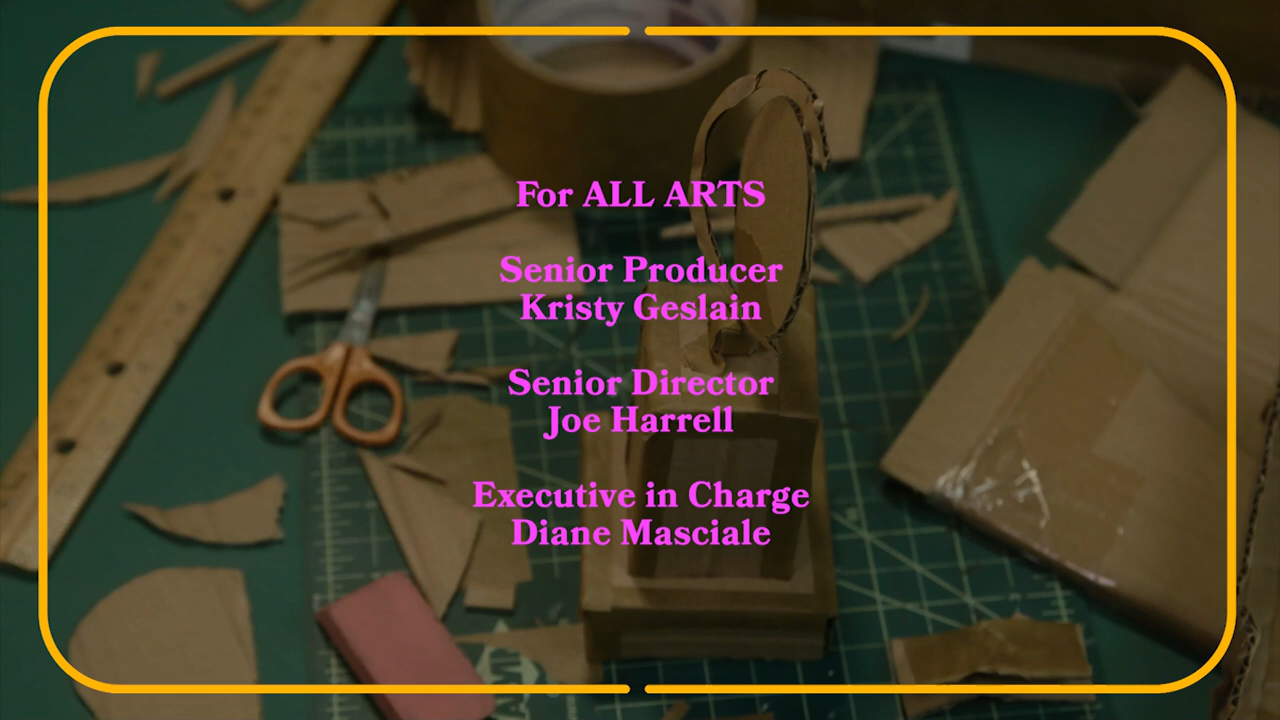 For ALL ARTS
Senior Producer
Kristy Geslain
Senior Director
Joe Harrell
Executive in Charge
Diane Masciale